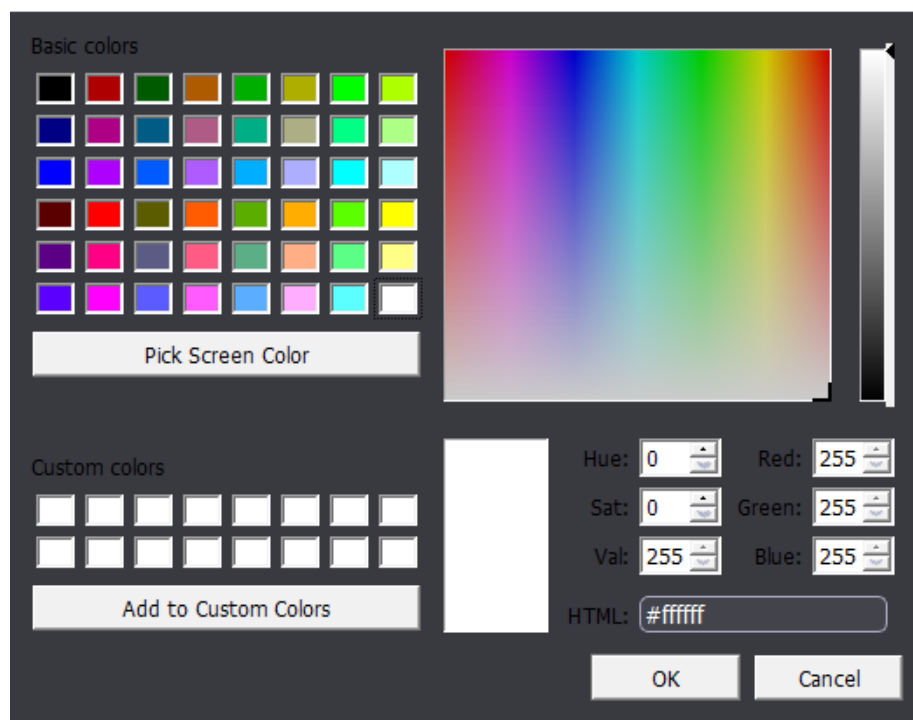 Basic colors
Pick Screen Color
Custom colors
Add to Custom Colors
Hue: 0 Red: 255
Sat: 0 Green: 255
Val: 255 Blue: 255
HTML: #ffffff
OK Cancel